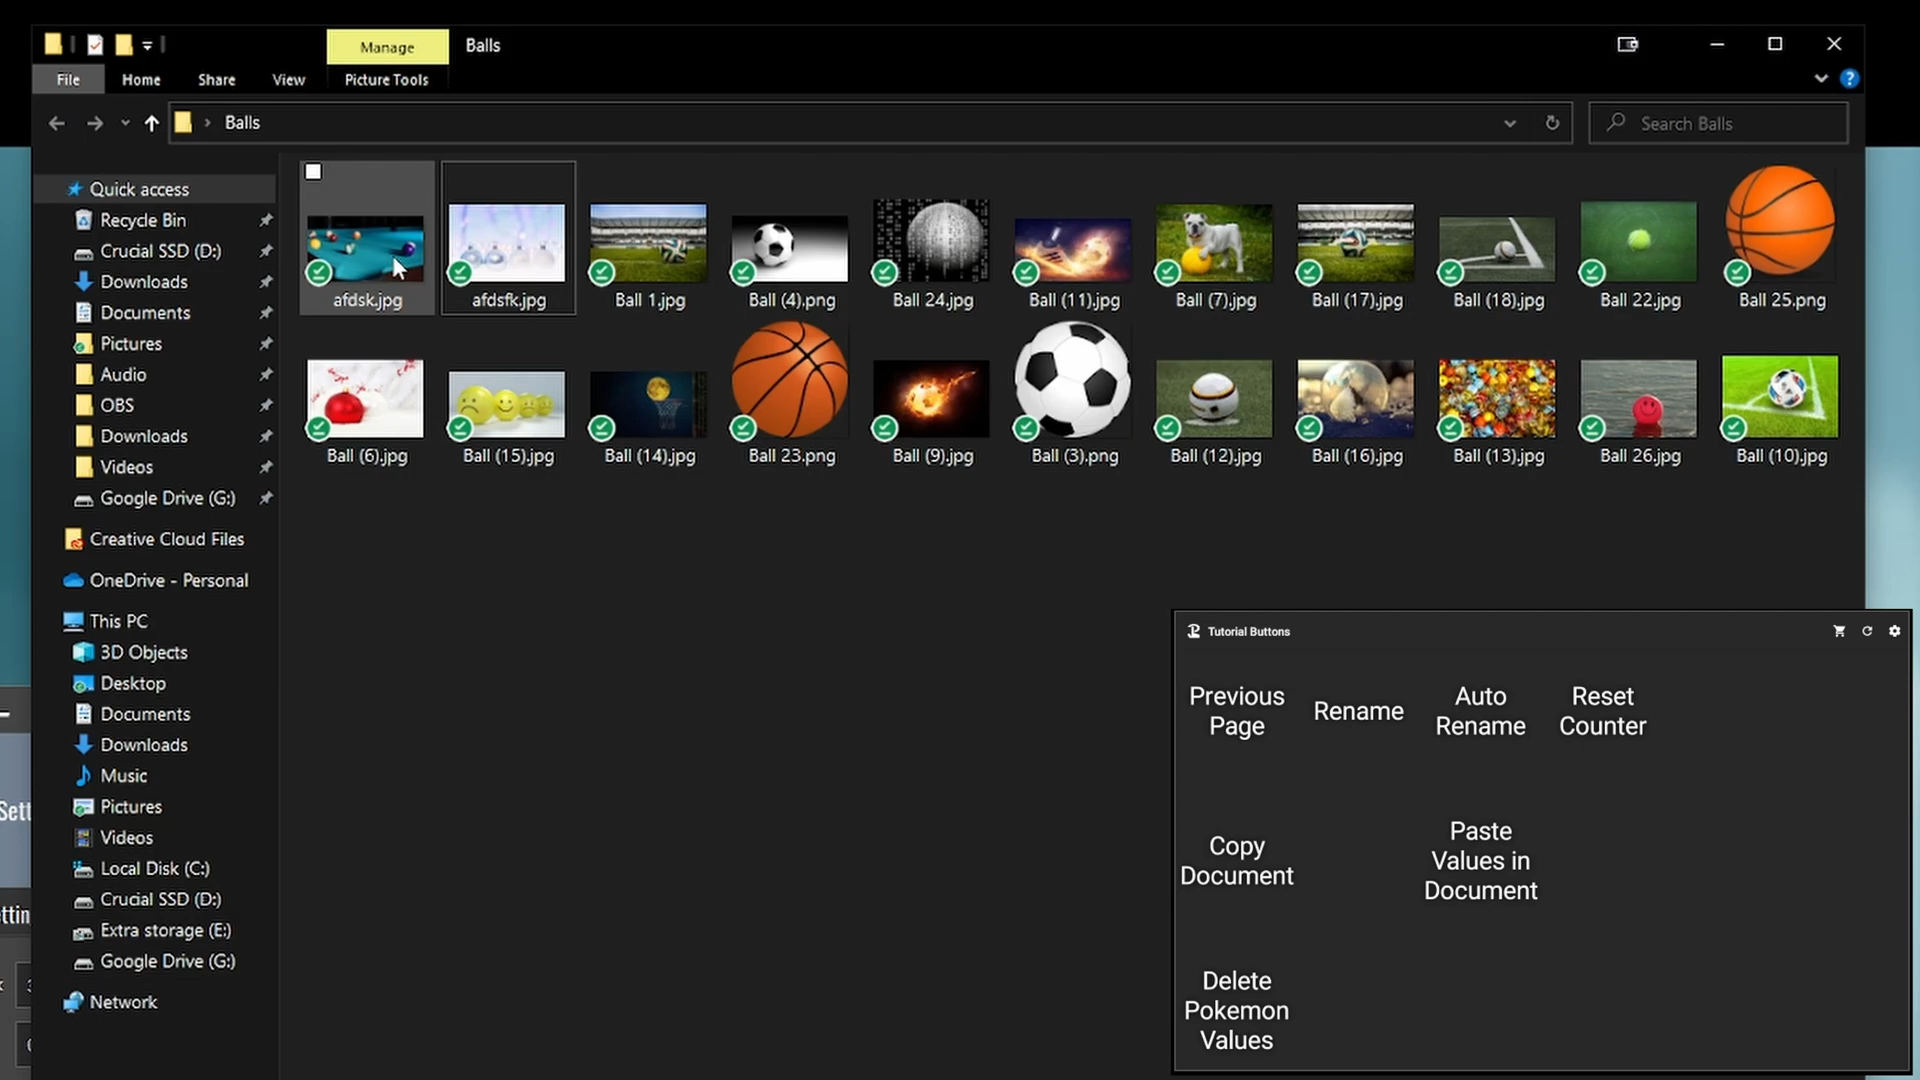 Manage
Balls
File
Home
Share
View
Picture Tools
?
Balls
Search Balls
Quick access
Recycle Bin
Crucial SSD (D:)
Downloads
Documents
Pictures
Audio
OBS
Downloads
Videos
Google Drive (G:)
Creative Cloud Files
OneDrive - Personal
This PC
3D Objects
Desktop
Documents
Downloads
Music
Pictures
Videos
Local Disk (C:)
Crucial SSD (D:)
Extra storage (E:)
Google Drive (G:)
Network
afdsk.jpg
afdsfk.jpg
Ball 1.jpg
Ball (4).png
Ball 24.jpg
Ball (11).jpg
Ball (7).jpg
Ball (17).jpg
Ball (18).jpg
Ball 22.jpg
Ball 25.png
Ball (6).jpg
Ball (15).jpg
Ball (14).jpg
Ball 23.png
Ball (9).jpg
Ball (3).png
Ball (12).jpg
Ball (16).jpg
Ball (13).jpg
Ball 26.jpg
Ball (10).jpg
Tutorial Buttons
Previous
Page
Rename
Auto
Rename
Reset
Counter
Copy
Document
Paste
Values in
Document
Delete
Pokemon
Values